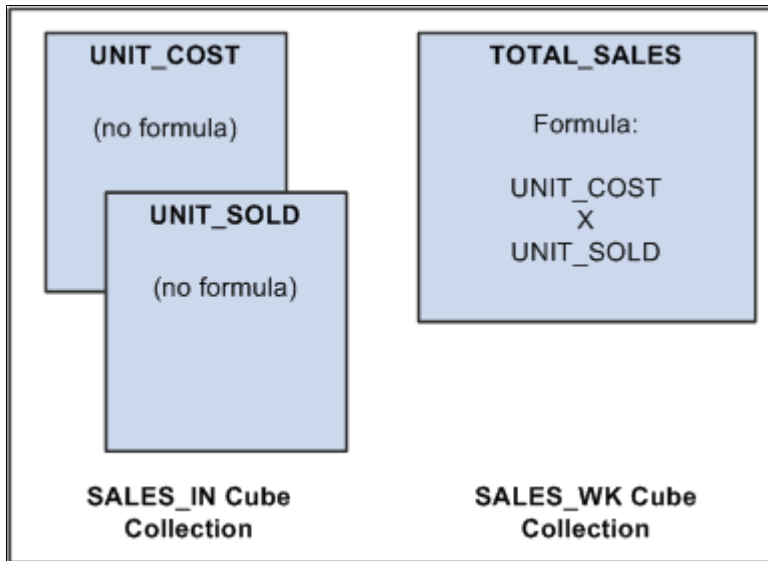 UNIT_COST
(no formula)
UNIT_SOLD
(no formula)
SALES_IN Cube
Collection
TOTAL_SALES
Formula:
UNIT_COST
X
UNIT_SOLD
SALES_WK Cube
Collection